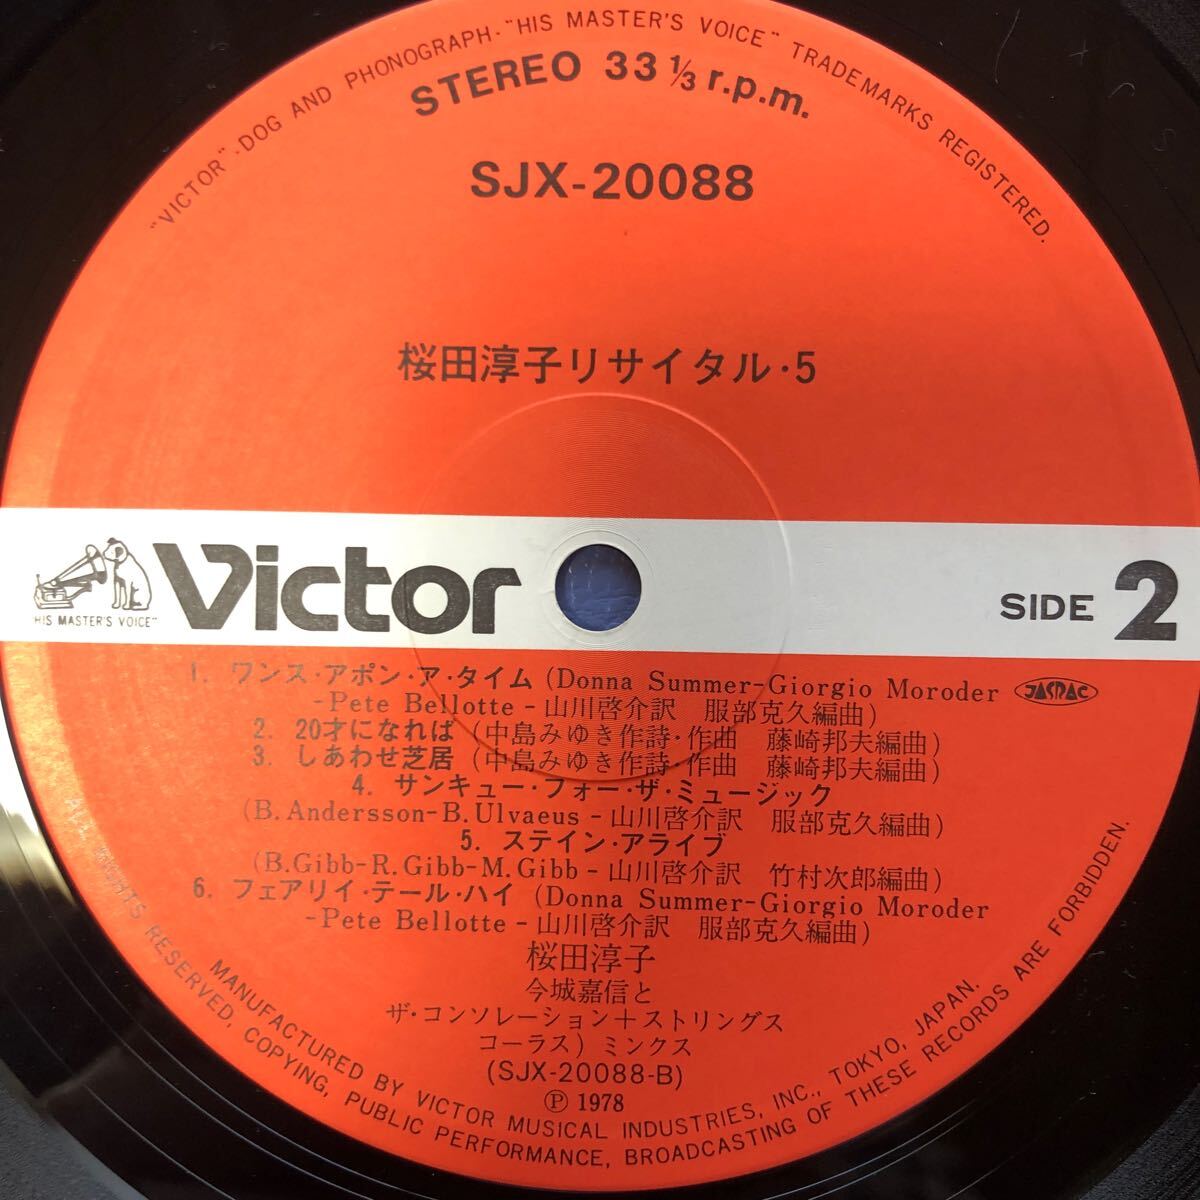 "VICTOR"-DOG AND PHONOGRAPH-"HIS MASTER'S VOICE" TRADEMARKS REGISTERED.
STEREO 33 1/3 r.p.m.
SJX-20088
桜田淳子リサイタル・5
"HIS MASTER'S VOICE"
Victor
SIDE 2
1. ワンス・アポン・ア・タイム (Donna Summer-Giorgio Moroder JASRAC
-Pete Bellotte-山川啓介訳 服部克久編曲)
2. 20才になれば (中島みゆき作詩・作曲 藤崎邦夫編曲)
3. しあわせ芝居 (中島みゆき作詩・作曲 藤崎邦夫編曲)
4. サンキュー・フォー・ザ・ミュージック
(B. Andersson-B. Ulvaeus-山川啓介訳 服部克久編曲)
5. ステイン・アライブ
(B.Gibb-R.Gibb-M.Gibb-山川啓介訳 竹村次郎編曲)
6. フェアリイ・テール・ハイ (Donna Summer-Giorgio Moroder
-Pete Bellotte-山川啓介訳 服部克久編曲)
桜田淳子
今城嘉信と
ザ・コンソレーション+ストリングス
コーラス) ミンクス
(SJX-20088-B)
Ⓟ 1978
MANUFACTURED BY VICTOR MUSICAL INDUSTRIES, INC., TOKYO, JAPAN.
ALL RIGHTS RESERVED, COPYING, PUBLIC PERFORMANCE, BROADCASTING OF THESE RECORDS ARE FORBIDDEN.